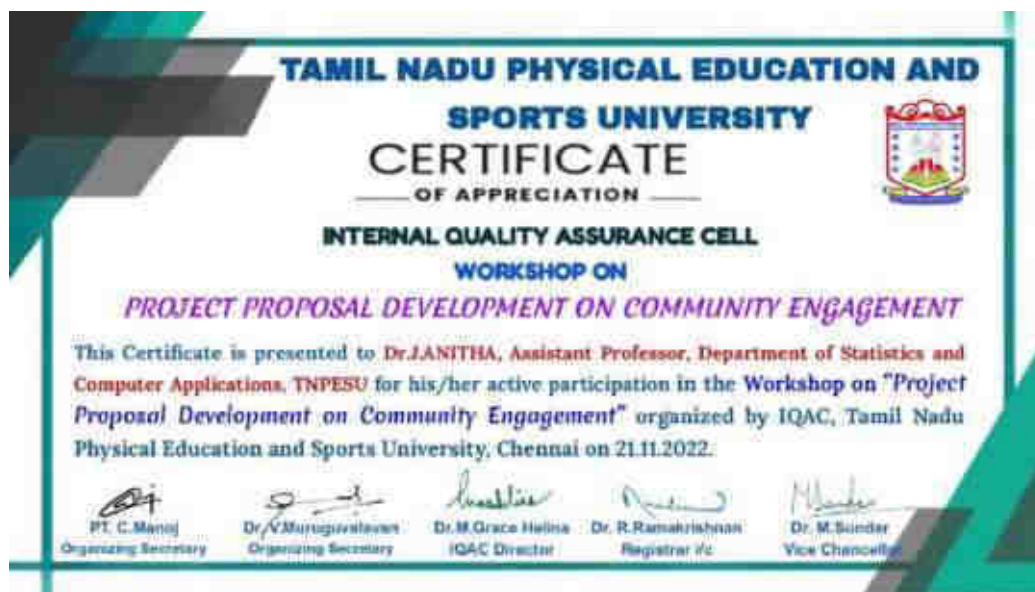 TAMIL NADU PHYSICAL EDUCATION AND
SPORTS UNIVERSITY
CERTIFICATE
OF APPRECIATION
INTERNAL QUALITY ASSURANCE CELL
WORKSHOP ON
PROJECT PROPOSAL DEVELOPMENT ON COMMUNITY ENGAGEMENT
This Certificate is presented to Dr.J.ANITHA, Assistant Professor, Department of Statistics and
Computer Applications, TNPESU for his/her active participation in the Workshop on "Project
Proposal Development on Community Engagement" organized by IQAC, Tamil Nadu
Physical Education and Sports University, Chennai on 21.11.2022.
PT. C.Manoj Dr.V.Muruguvalavan Dr.M.Grace Helina Dr. R.Ramakrishnan Dr. M.Sundar
Organizing Secretary Organizing Secretary IQAC Director Registrar i/c Vice Chancellor